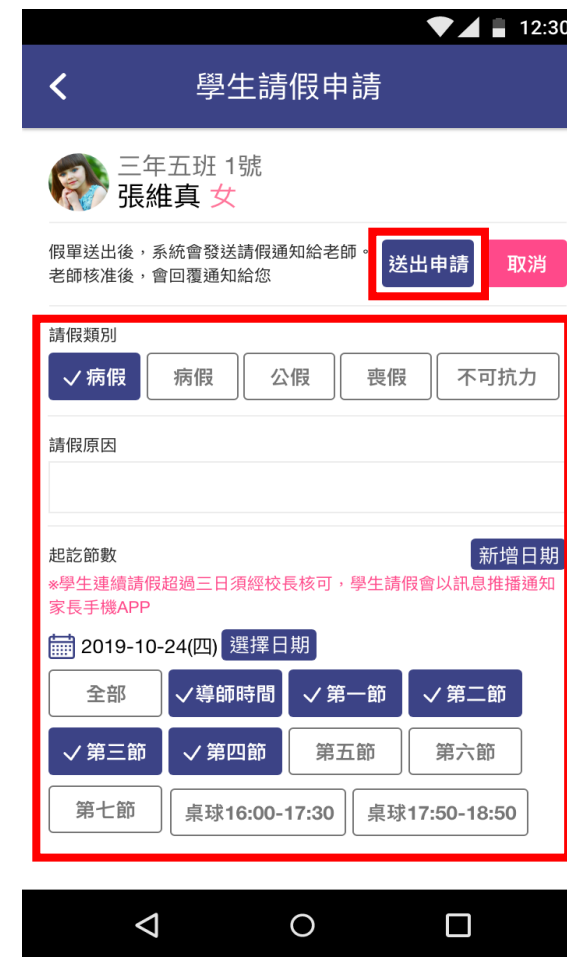 12:30
學生請假申請
三年五班 1號
張維真 女
假單送出後，系統會發送請假通知給老師。
老師核准後，會回覆通知給您
送出申請 取消
請假類別
病假 病假 公假 喪假 不可抗力
請假原因
起訖節數 新增日期
※學生連續請假超過三日須經校長核可，學生請假會以訊息推播通知
家長手機APP
2019-10-24(四) 選擇日期
全部 導師時間 第一節 第二節
第三節 第四節 第五節 第六節
第七節 桌球16:00-17:30 桌球17:50-18:50